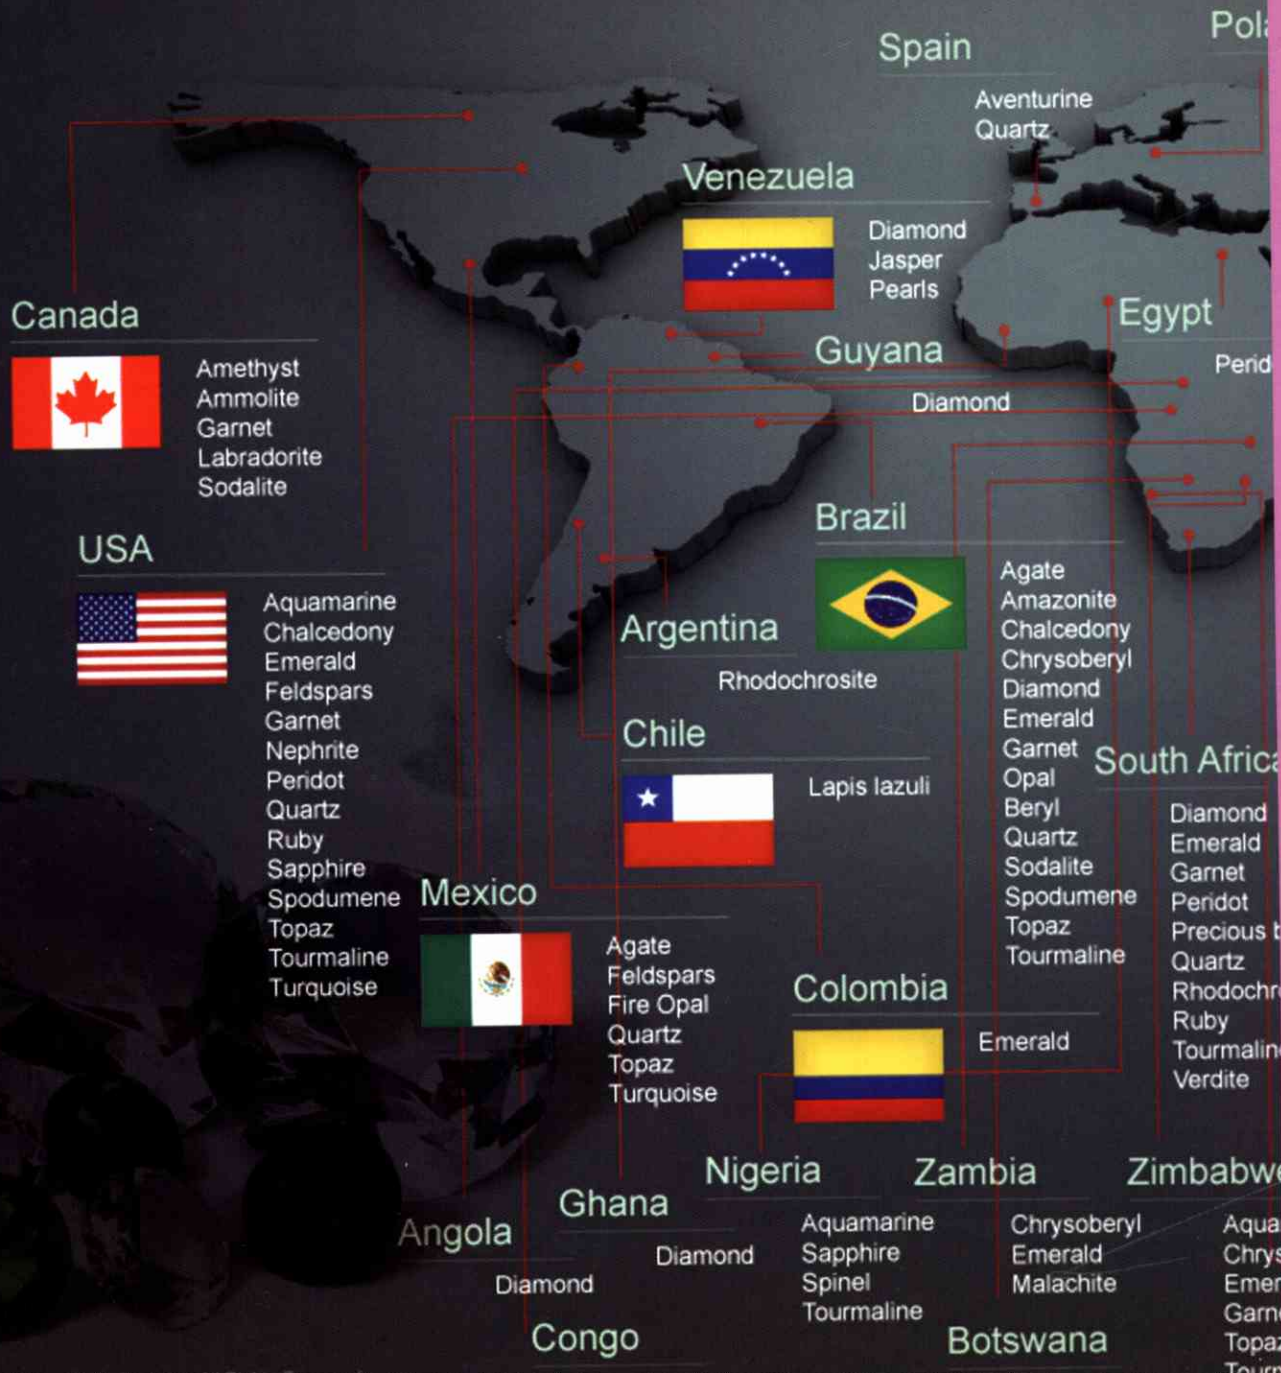 Spain
Aventurine
Quartz
Venezuela
Diamond
Jasper
Pearls
Canada
Amethyst
Ammolite
Garnet
Labradorite
Sodalite
Egypt
Guyana
Diamond
USA
Aquamarine
Chalcedony
Emerald
Feldspars
Garnet
Nephrite
Peridot
Quartz
Ruby
Sapphire
Spodumene
Topaz
Tourmaline
Turquoise
Brazil
Agate
Amazonite
Chalcedony
Chrysoberyl
Diamond
Emerald
Garnet
Opal
Beryl
Quartz
Sodalite
Spodumene
Topaz
Tourmaline
Argentina
Rhodochrosite
Chile
Lapis lazuli
South Africa
Diamond
Emerald
Garnet
Peridot
Precious
Quartz
Ruby
Verdite
Mexico
Agate
Feldspars
Fire Opal
Quartz
Topaz
Turquoise
Colombia
Emerald
Nigeria
Aquamarine
Sapphire
Spinel
Tourmaline
Zambia
Chrysoberyl
Emerald
Malachite
Zimbabwe
Ghana
Diamond
Angola
Diamond
Congo
Botswana